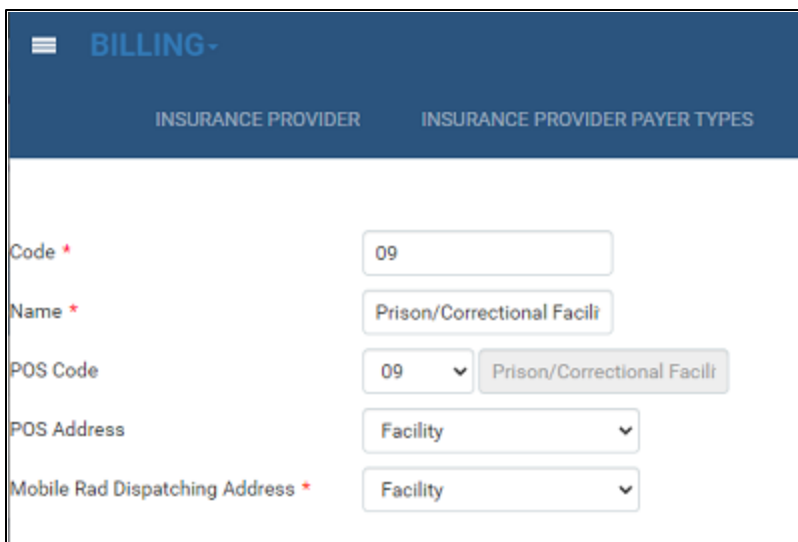 BILLING
INSURANCE PROVIDER INSURANCE PROVIDER PAYER TYPES
Code * 09
Name * Prison/Correctional Facili
POS Code 09 Prison/Correctional Facili
POS Address Facility
Mobile Rad Dispatching Address * Facility